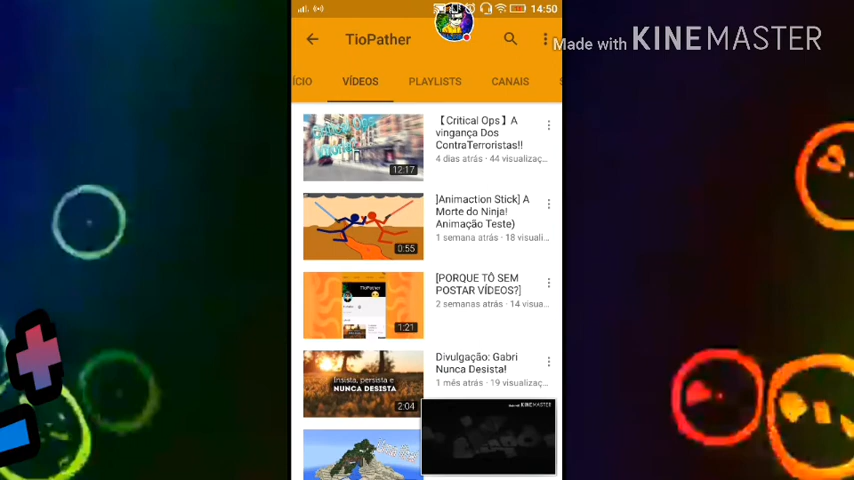 14:50
TioPather
Made with KINEMASTER
ÍCIO VÍDEOS PLAYLISTS CANAIS
【Critical Ops】A
vingança Dos
ContraTerroristas!!
4 dias atrás · 44 visualizaç...
12:17
]Animaction Stick] A
Morte do Ninja!
Animação Teste)
1 semana atrás · 18 visuali...
0:55
[PORQUE TÔ SEM
POSTAR VÍDEOS?]
2 semanas atrás · 14 visua...
TioPather
1:21
Divulgação: Gabri
Nunca Desista!
1 mês atrás · 19 visualizaç...
Insista, persista e
NUNCA DESISTA
2:04
KINEMASTER